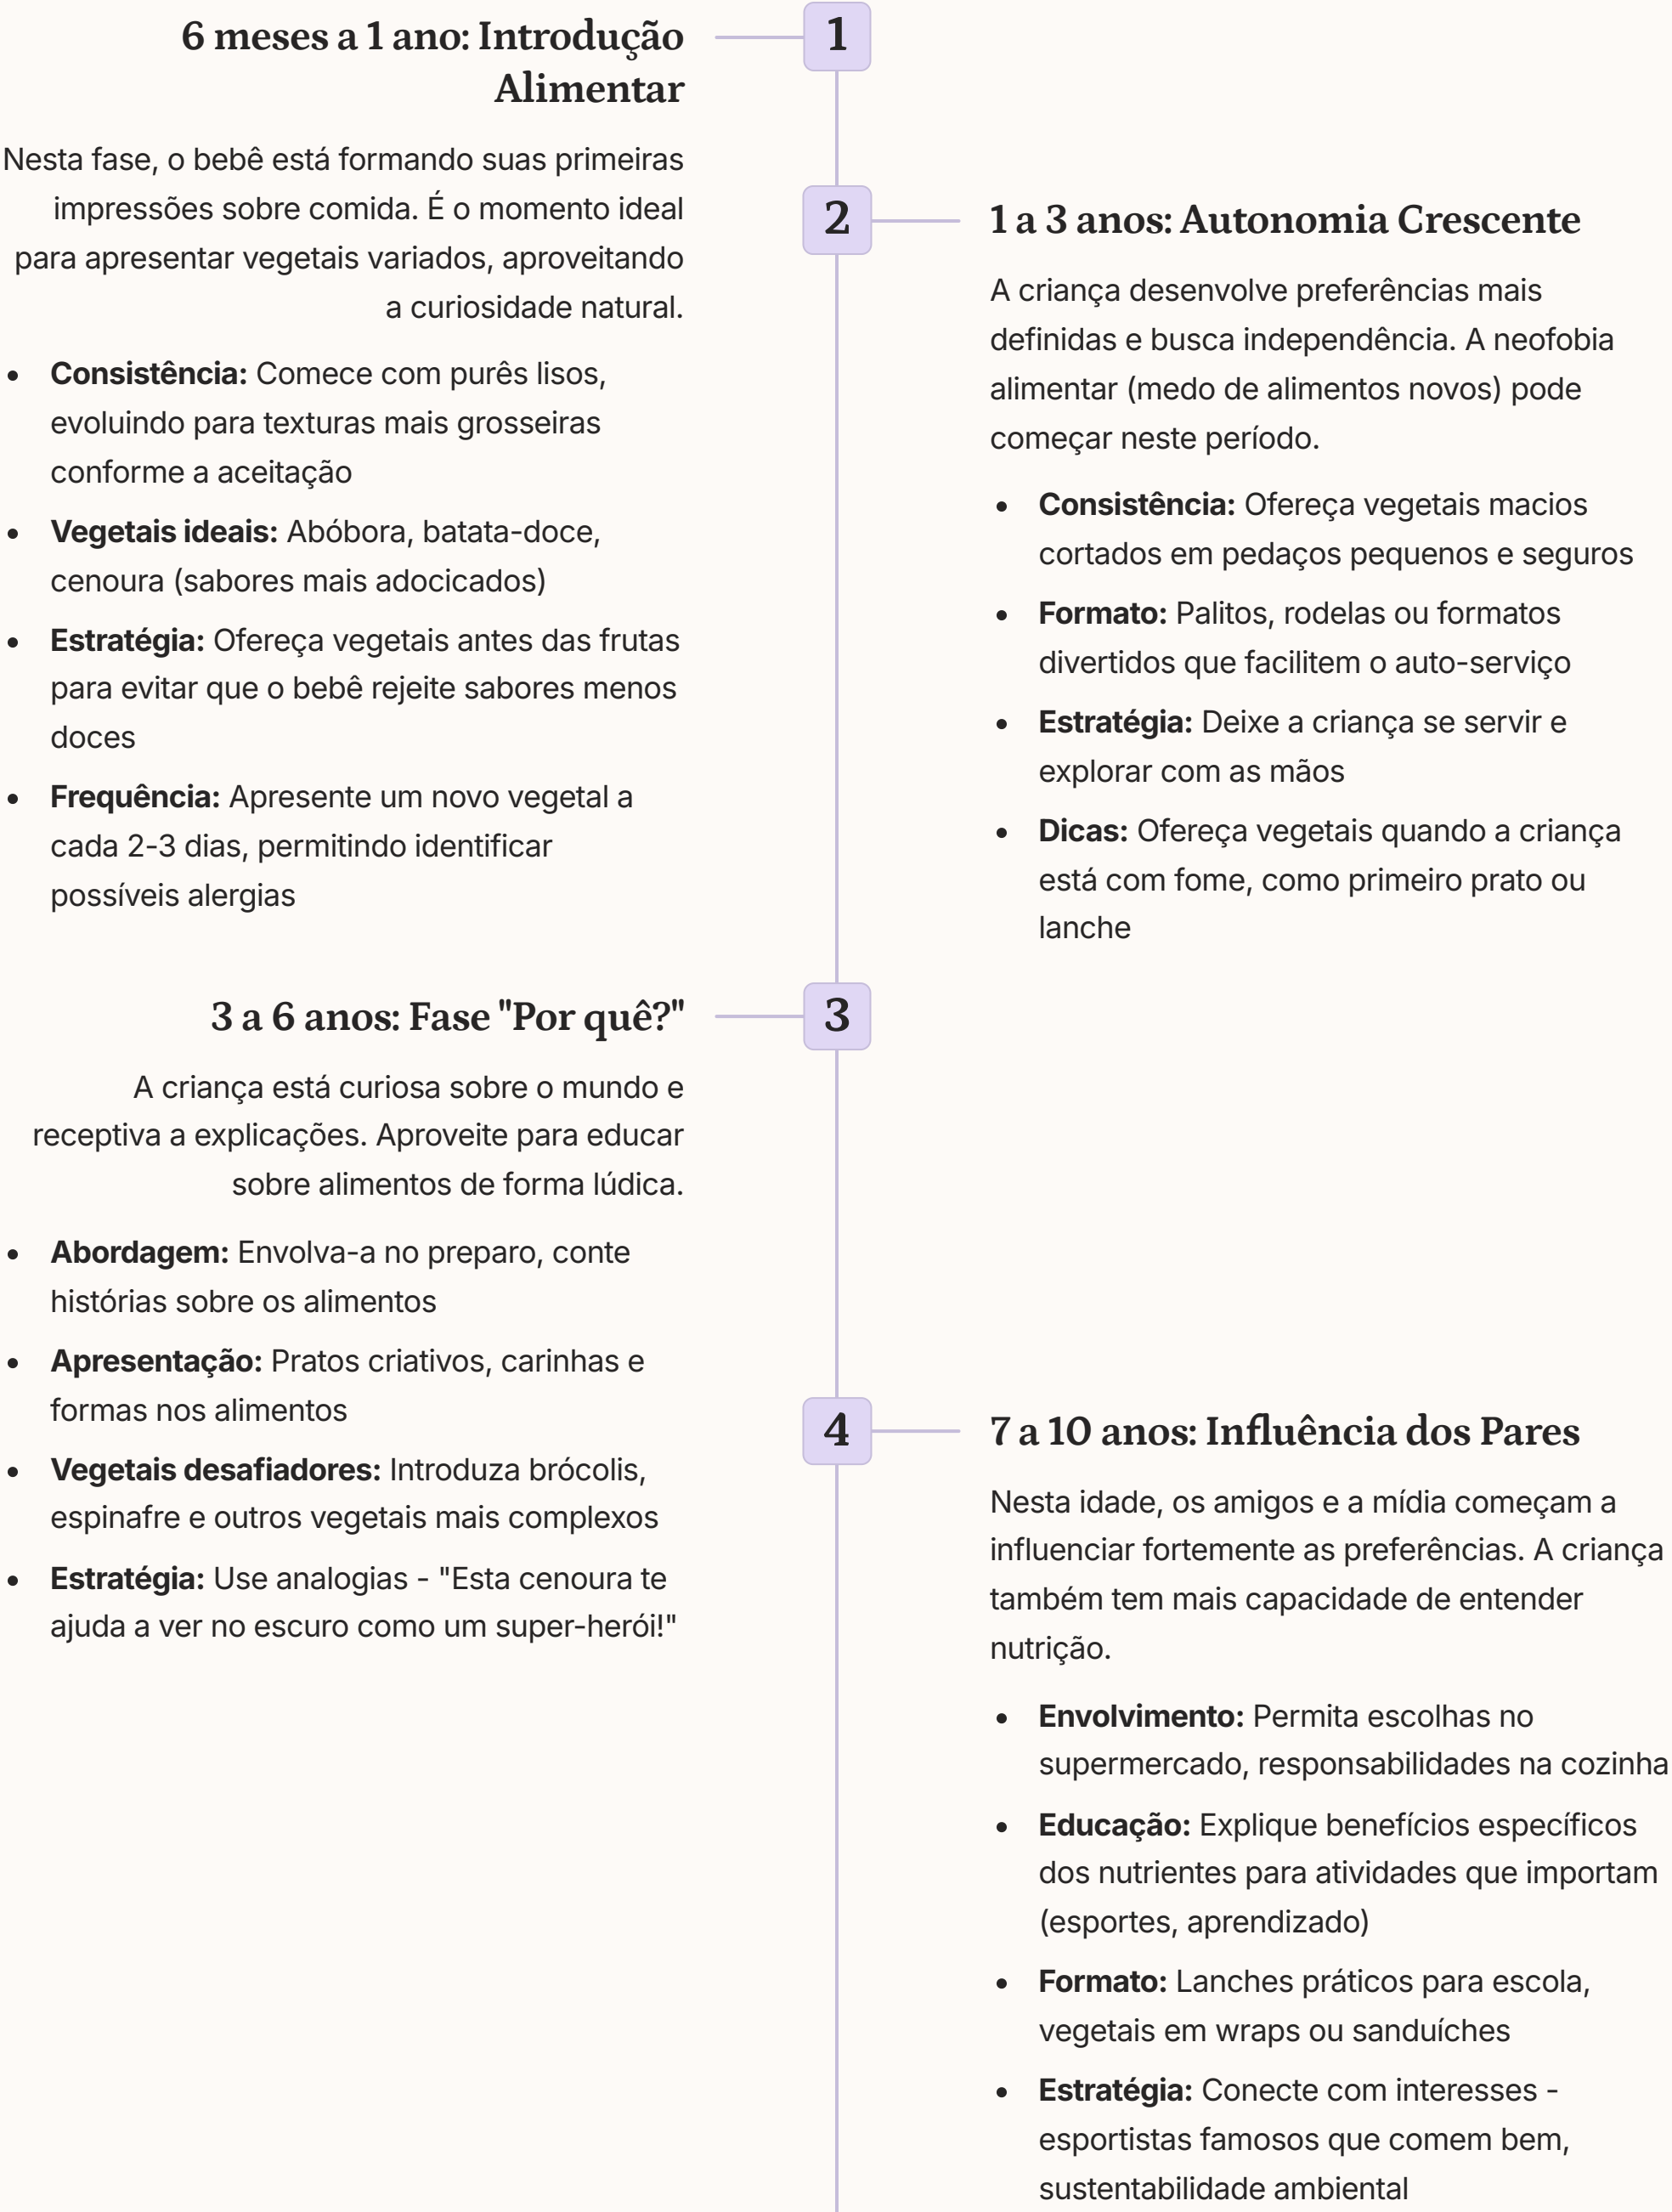 1
6 meses a 1 ano: Introdução
Alimentar
Nesta fase, o bebê está formando suas primeiras
impressões sobre comida. É o momento ideal
para apresentar vegetais variados, aproveitando
a curiosidade natural.
• Consistência: Comece com purês lisos,
evoluindo para texturas mais grosseiras
conforme a aceitação
• Vegetais ideais: Abóbora, batata-doce,
cenoura (sabores mais adocicados)
• Estratégia: Ofereça vegetais antes das frutas
para evitar que o bebê rejeite sabores menos
doces
• Frequência: Apresente um novo vegetal a
cada 2-3 dias, permitindo identificar
possíveis alergias
2
1 a 3 anos: Autonomia Crescente
A criança desenvolve preferências mais
definidas e busca independência. A neofobia
alimentar (medo de alimentos novos) pode
começar neste período.
• Consistência: Ofereça vegetais macios
cortados em pedaços pequenos e seguros
• Formato: Palitos, rodelas ou formatos
divertidos que facilitem o auto-serviço
• Estratégia: Deixe a criança se servir e
explorar com as mãos
• Dicas: Ofereça vegetais quando a criança
está com fome, como primeiro prato ou
lanche
3
3 a 6 anos: Fase "Por quê?"
A criança está curiosa sobre o mundo e
receptiva a explicações. Aproveite para educar
sobre alimentos de forma lúdica.
• Abordagem: Envolva-a no preparo, conte
histórias sobre os alimentos
• Apresentação: Pratos criativos, carinhas e
formas nos alimentos
• Vegetais desafiadores: Introduza brócolis,
espinafre e outros vegetais mais complexos
• Estratégia: Use analogias - "Esta cenoura te
ajuda a ver no escuro como um super-herói!"
4
7 a 10 anos: Influência dos Pares
Nesta idade, os amigos e a mídia começam a
influenciar fortemente as preferências. A criança
também tem mais capacidade de entender
nutrição.
• Envolvimento: Permita escolhas no
supermercado, responsabilidades na cozinha
• Educação: Explique benefícios específicos
dos nutrientes para atividades que importam
(esportes, aprendizado)
• Formato: Lanches práticos para escola,
vegetais em wraps ou sanduíches
• Estratégia: Conecte com interesses -
esportistas famosos que comem bem,
sustentabilidade ambiental